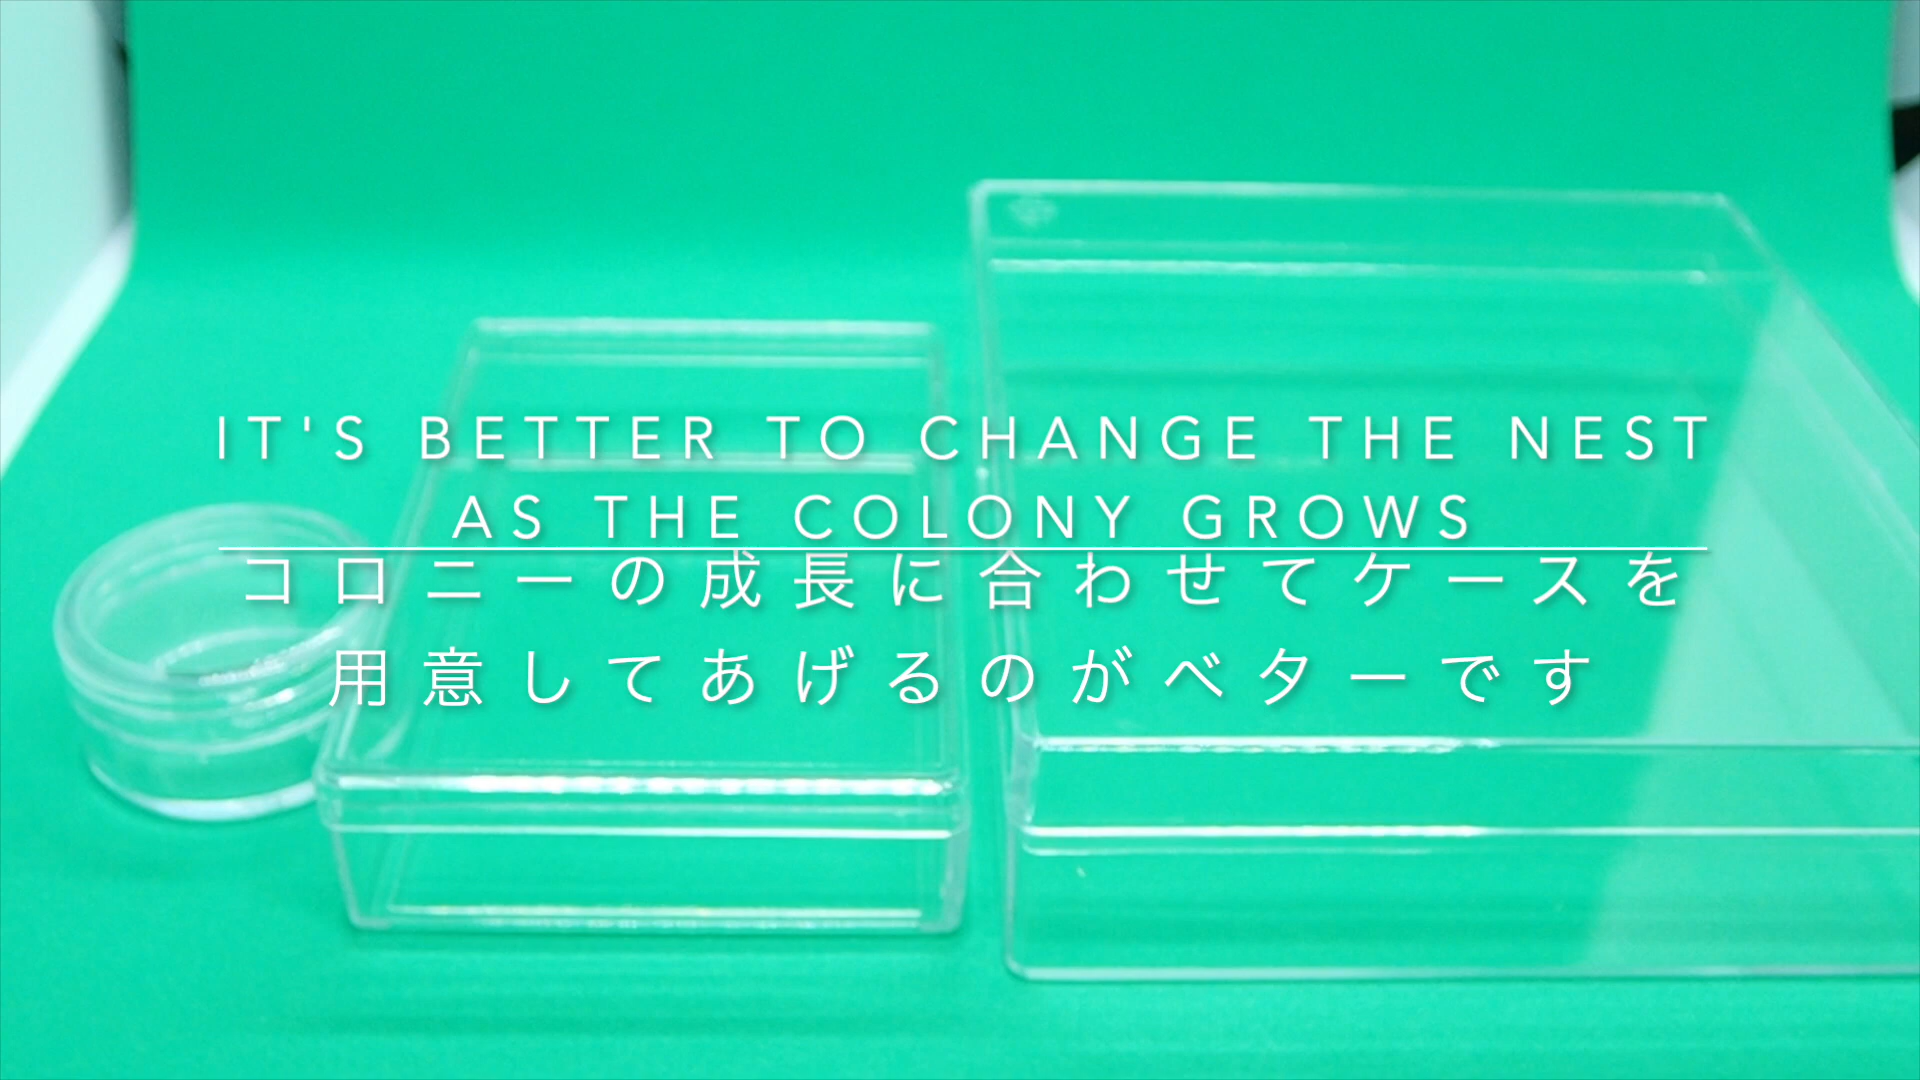 IT'S BETTER TO CHANGE THE NEST
AS THE COLONY GROWS
コロニーの成長に合わせてケースを
用意してあげるのがベターです